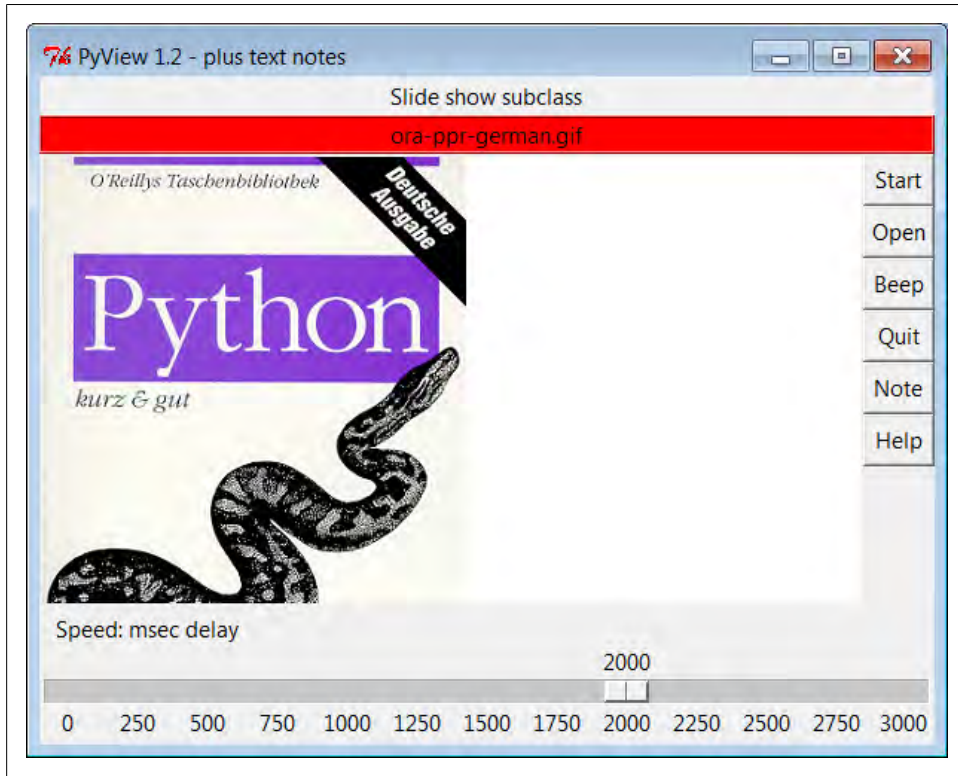 PyView 1.2 - plus text notes
Slide show subclass
ora-ppr-german.gif
O'Reillys Taschenbibliothek
Deutsche
Ausgabe
Python
kurz & gut
Start
Open
Beep
Quit
Note
Help
Speed: msec delay
2000
0 250 500 750 1000 1250 1500 1750 2000 2250 2500 2750 3000